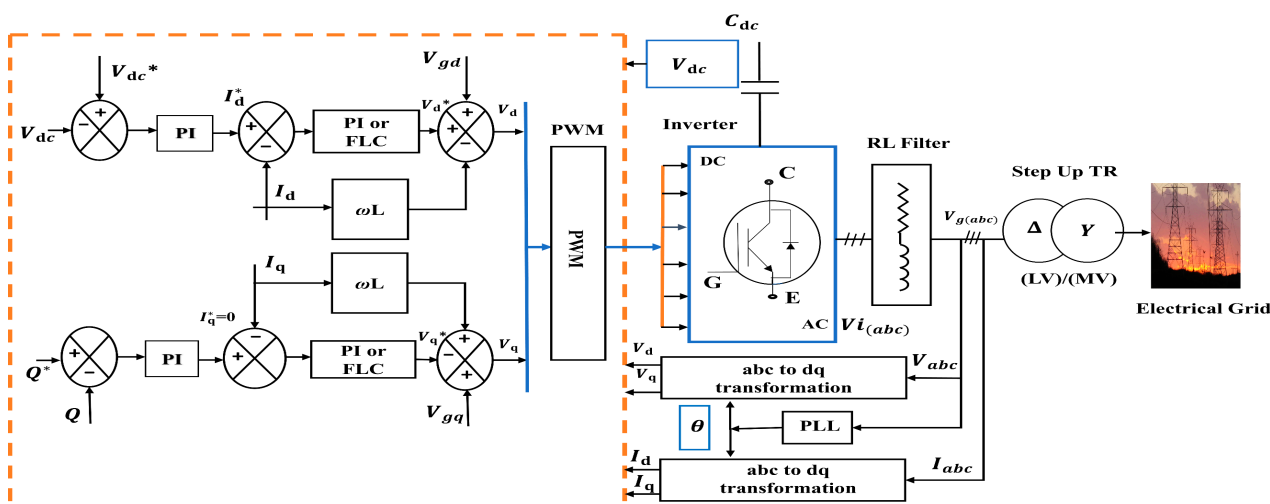 C_dc
V_dc
V_dc*
V_gd
I_d^*
V_d*
V_d
+
−
V_dc
PI
+
−
PI or
FLC
+
+
−
I_d
ωL
PWM
PWM
Inverter
DC
C
G
E
AC
Vi_(abc)
RL Filter
V_g(abc)
Step Up TR
Δ
Y
(LV)/(MV)
Electrical Grid
I_q
ωL
I_q^*=0
V_q*
V_q
Q*
+
−
PI
−
+
PI or
FLC
+
−
+
Q
V_gq
V_d
V_q
abc to dq
transformation
V_abc
θ
PLL
I_d
I_q
abc to dq
transformation
I_abc